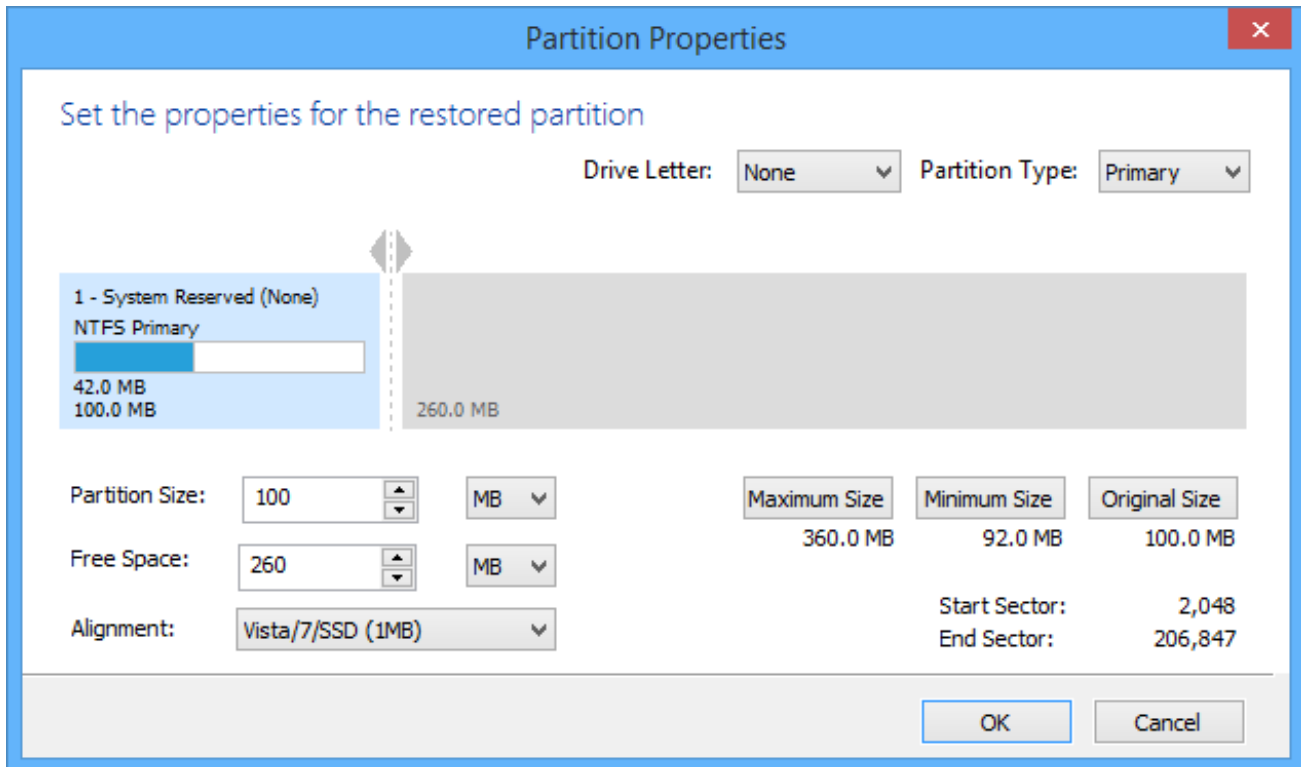 Partition Properties
Set the properties for the restored partition
Drive Letter: None Partition Type: Primary
1 - System Reserved (None)
NTFS Primary
42.0 MB
100.0 MB
260.0 MB
Partition Size: 100 MB
Maximum Size Minimum Size Original Size
360.0 MB 92.0 MB 100.0 MB
Free Space: 260 MB
Alignment: Vista/7/SSD (1MB)
Start Sector: 2,048
End Sector: 206,847
OK Cancel